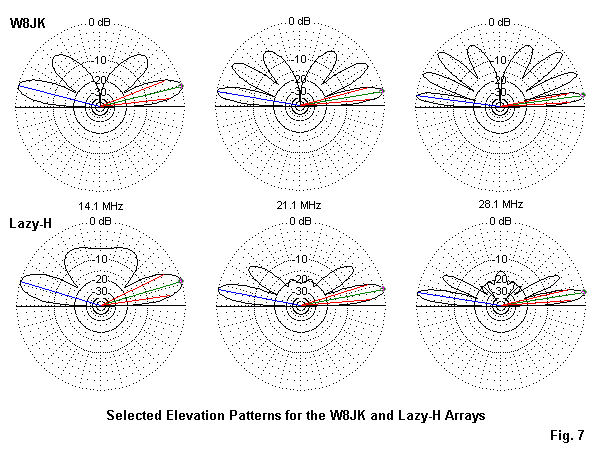 W8JK
0 dB 0 dB 0 dB
-10 -10 -10
-20 -20 -20
-30 -30 -30
14.1 MHz 21.1 MHz 28.1 MHz
Lazy-H
0 dB 0 dB 0 dB
-10 -10 -10
-20 -20 -20
-30 -30 -30
Selected Elevation Patterns for the W8JK and Lazy-H Arrays
Fig. 7